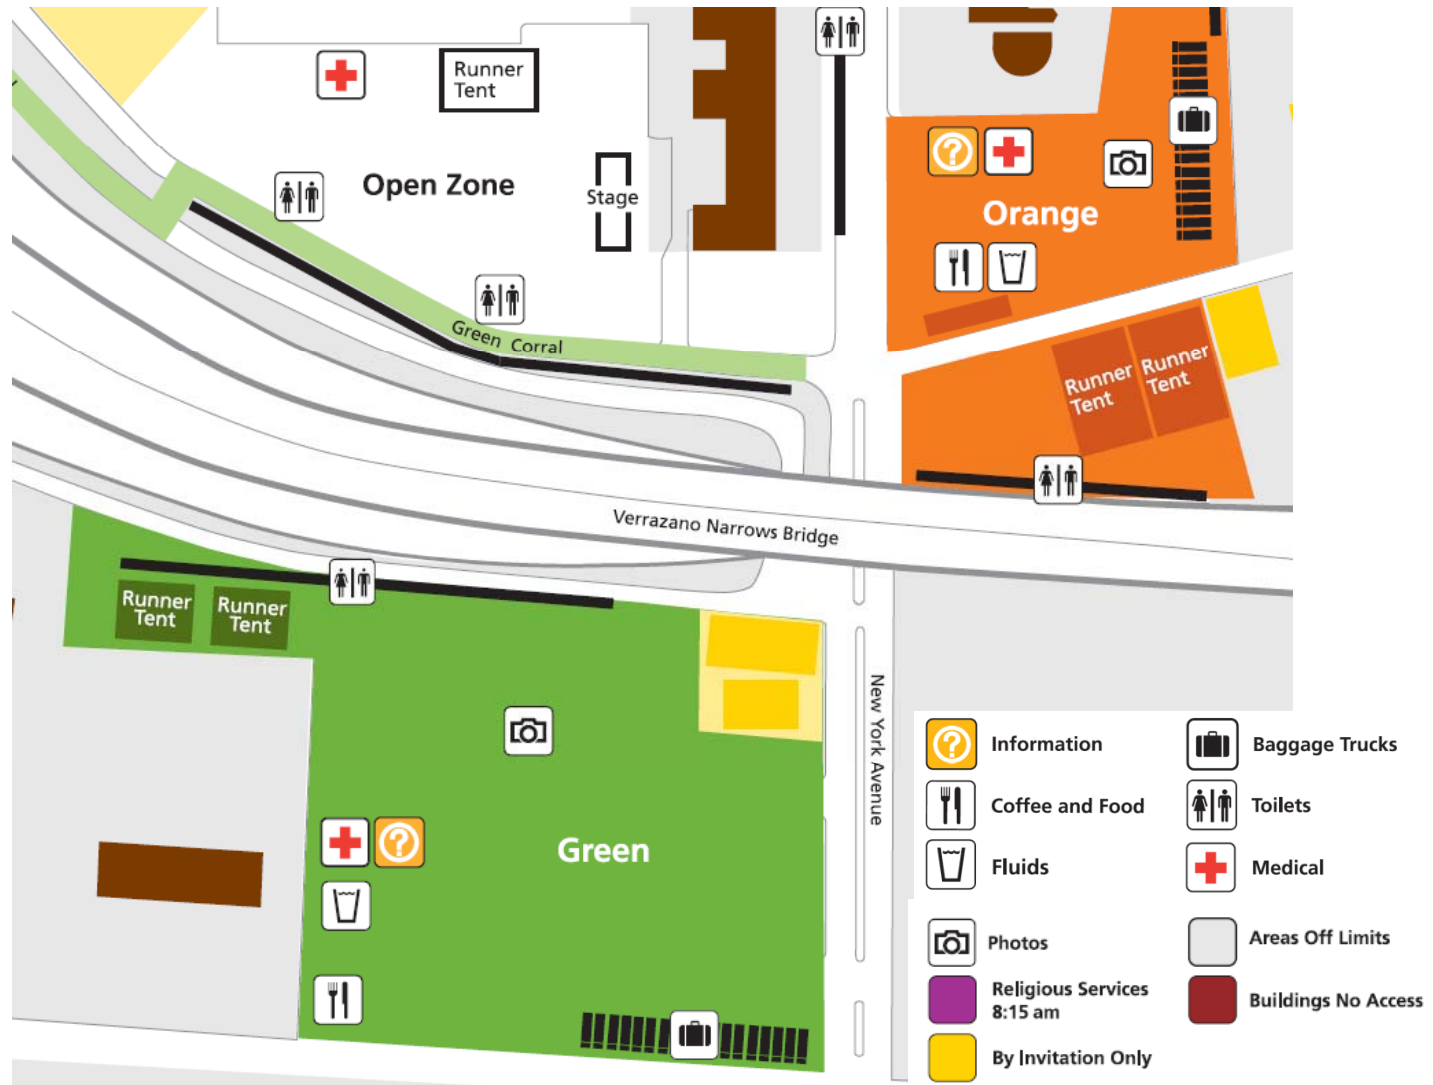 Runner
Tent
Open Zone
Stage
Orange
Green Corral
Runner
Tent
Runner
Tent
Verrazano Narrows Bridge
Runner
Tent
Runner
Tent
New York Avenue
Green
Information
Baggage Trucks
Coffee and Food
Toilets
Fluids
Medical
Photos
Areas Off Limits
Religious Services
8:15 am
Buildings No Access
By Invitation Only